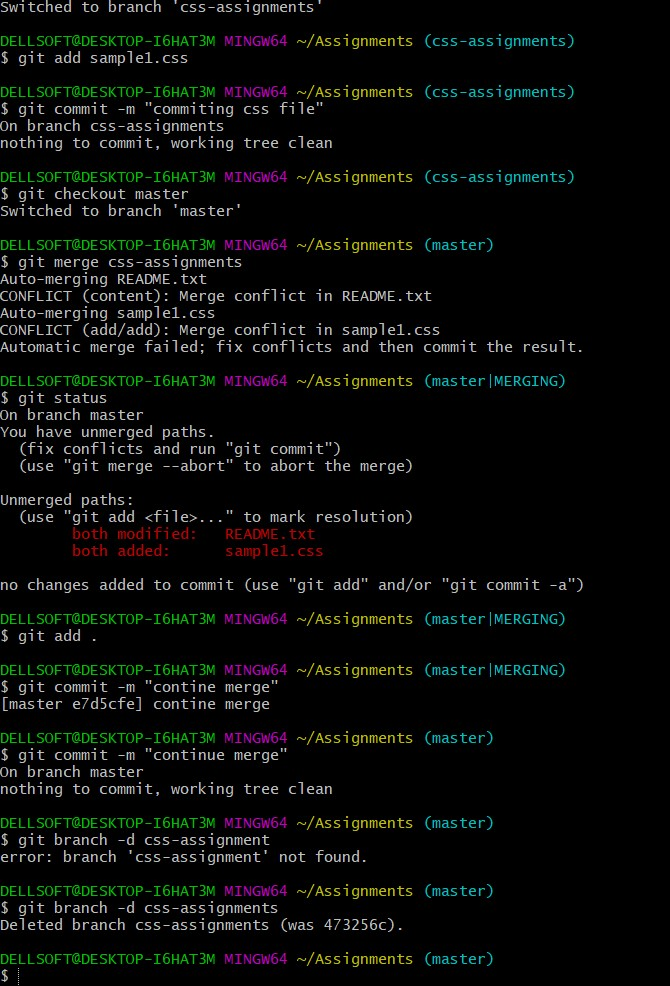 Switched to branch 'css-assignments'
DELLSOFT@DESKTOP-I6HAT3M MINGW64 ~/Assignments (css-assignments)
$ git add sample1.css
DELLSOFT@DESKTOP-I6HAT3M MINGW64 ~/Assignments (css-assignments)
$ git commit -m "commiting css file"
On branch css-assignments
nothing to commit, working tree clean
DELLSOFT@DESKTOP-I6HAT3M MINGW64 ~/Assignments (css-assignments)
$ git checkout master
Switched to branch 'master'
DELLSOFT@DESKTOP-I6HAT3M MINGW64 ~/Assignments (master)
$ git merge css-assignments
Auto-merging README.txt
CONFLICT (content): Merge conflict in README.txt
Auto-merging sample1.css
CONFLICT (add/add): Merge conflict in sample1.css
Automatic merge failed; fix conflicts and then commit the result.
DELLSOFT@DESKTOP-I6HAT3M MINGW64 ~/Assignments (master|MERGING)
$ git status
On branch master
You have unmerged paths.
  (fix conflicts and run "git commit")
  (use "git merge --abort" to abort the merge)
Unmerged paths:
  (use "git add <file>..." to mark resolution)
        both modified:   README.txt
        both added:      sample1.css
no changes added to commit (use "git add" and/or "git commit -a")
DELLSOFT@DESKTOP-I6HAT3M MINGW64 ~/Assignments (master|MERGING)
$ git add .
DELLSOFT@DESKTOP-I6HAT3M MINGW64 ~/Assignments (master|MERGING)
$ git commit -m "contine merge"
[master e7d5cfe] contine merge
DELLSOFT@DESKTOP-I6HAT3M MINGW64 ~/Assignments (master)
$ git commit -m "continue merge"
On branch master
nothing to commit, working tree clean
DELLSOFT@DESKTOP-I6HAT3M MINGW64 ~/Assignments (master)
$ git branch -d css-assignment
error: branch 'css-assignment' not found.
DELLSOFT@DESKTOP-I6HAT3M MINGW64 ~/Assignments (master)
$ git branch -d css-assignments
Deleted branch css-assignments (was 473256c).
DELLSOFT@DESKTOP-I6HAT3M MINGW64 ~/Assignments (master)
$